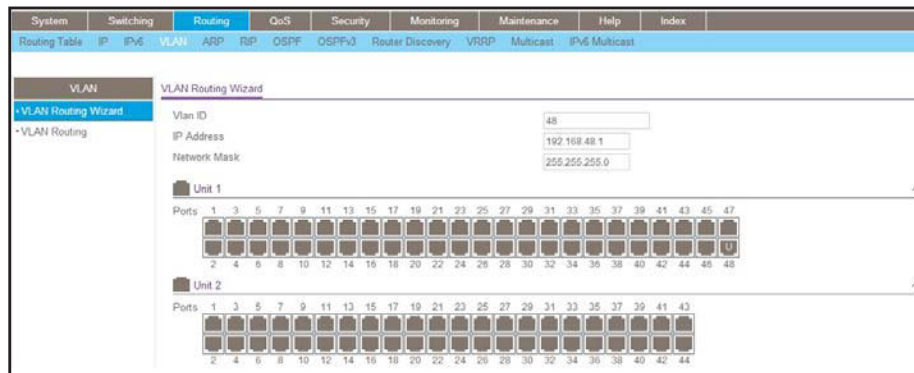 System Switching Routing QoS Security Monitoring Maintenance Help Index
Routing Table IP IPv6 VLAN ARP RIP OSPF OSPFv3 Router Discovery VRRP Multicast IPv6 Multicast
VLAN
VLAN Routing Wizard
VLAN Routing
VLAN Routing Wizard
Vlan ID 48
IP Address 192.168.48.1
Network Mask 255.255.255.0
Unit 1
Ports 1 3 5 7 9 11 13 15 17 19 21 23 25 27 29 31 33 35 37 39 41 43 45 47
U
2 4 6 8 10 12 14 16 18 20 22 24 26 28 30 32 34 36 38 40 42 44 46 48
Unit 2
Ports 1 3 5 7 9 11 13 15 17 19 21 23 25 27 29 31 33 35 37 39 41 43
2 4 6 8 10 12 14 16 18 20 22 24 26 28 30 32 34 36 38 40 42 44